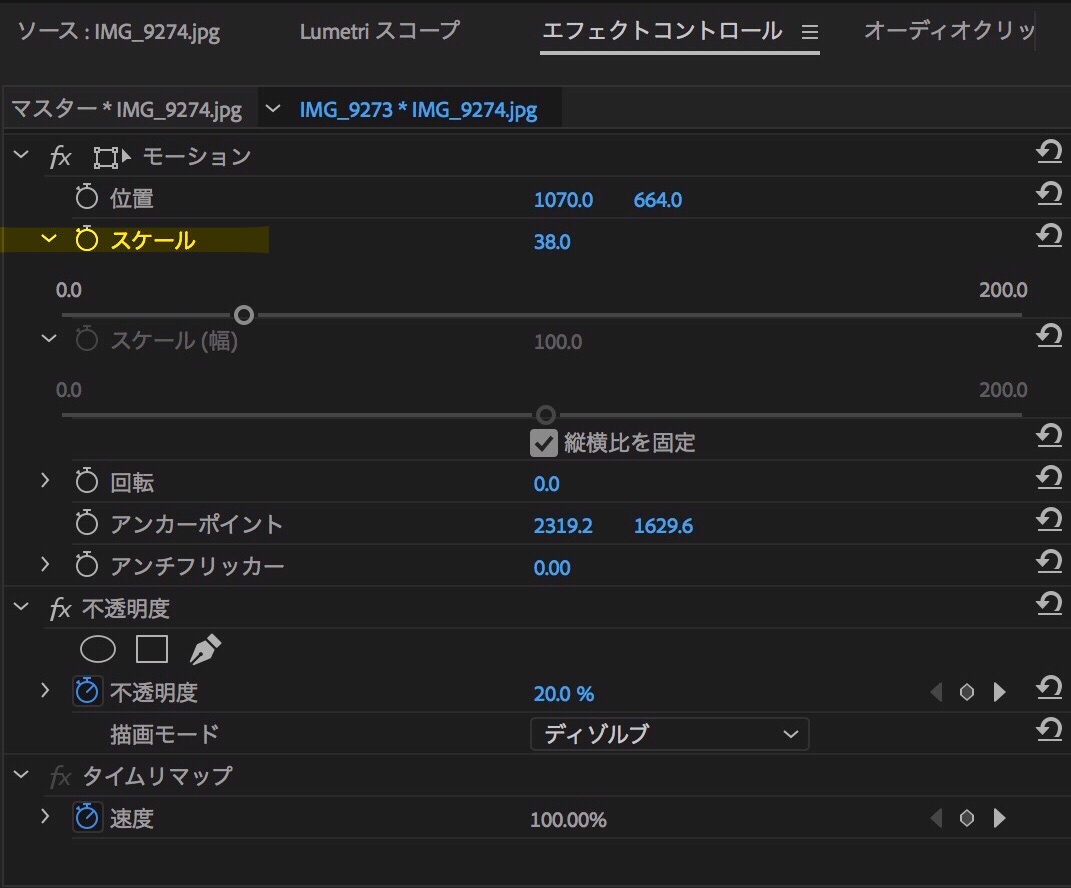 ソース : IMG_9274.jpg Lumetri スコープ エフェクトコントロール オーディオクリッ
マスター * IMG_9274.jpg IMG_9273 * IMG_9274.jpg
fx モーション
位置 1070.0 664.0
スケール 38.0
0.0 200.0
スケール (幅) 100.0
0.0 200.0
縦横比を固定
回転 0.0
アンカーポイント 2319.2 1629.6
アンチフリッカー 0.00
fx 不透明度
不透明度 20.0 %
描画モード ディゾルブ
fx タイムリマップ
速度 100.00%